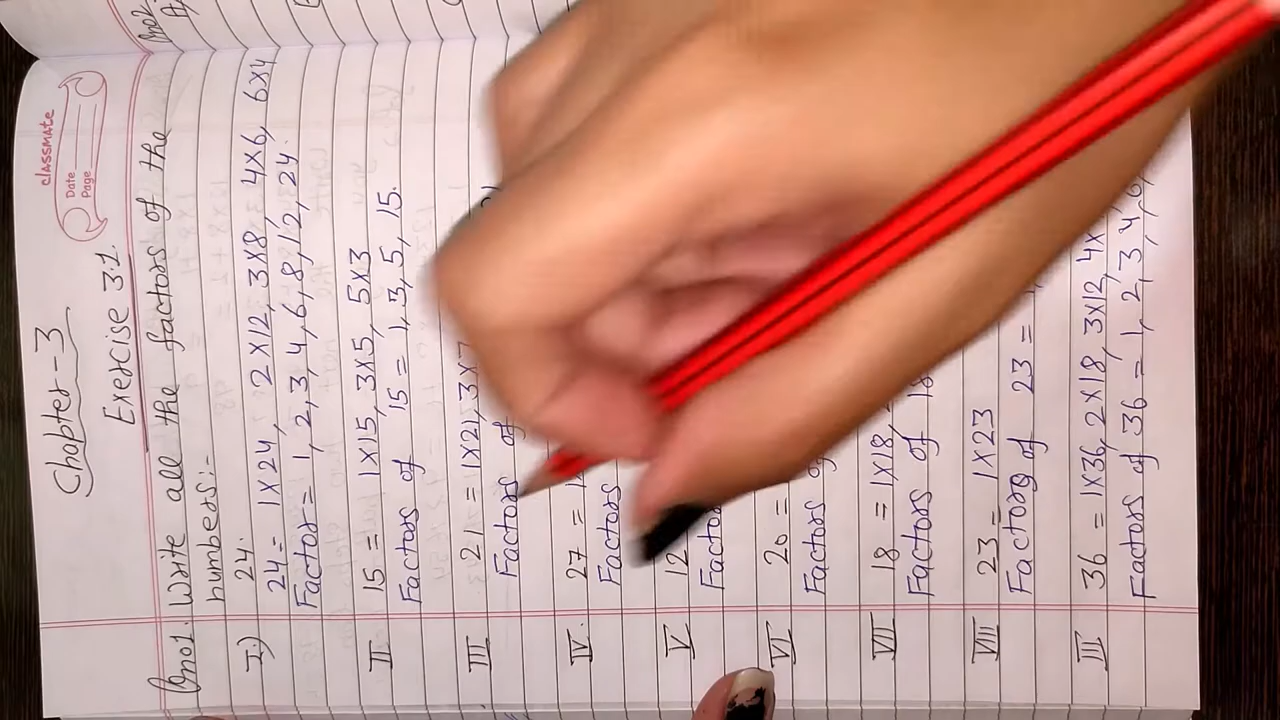 classmate
Date
Page
Chapter-3
Exercise 3.1
Qno1. Write all the factors of the
numbers:-
24.
I.) 24 = 1X24, 2X12, 3X8, 4X6, 6X4
Factor = 1, 2, 3, 4, 6, 8, 12, 24.
II 15 = 1X15, 3X5, 5X3
Factors of 15 = 1, 3, 5, 15.
III 21 = 1X21, 3X7
Factors of
IV. 27 =
Factors
V 12
VI 20 =
Factors
VII 18 = 1X18,
Factors of 18
VIII 23 = 1X23
Factors of 23 =
III 36 = 1X36, 2X18, 3X12, 4X
Factors of 36 = 1, 2, 3, 4, 6,